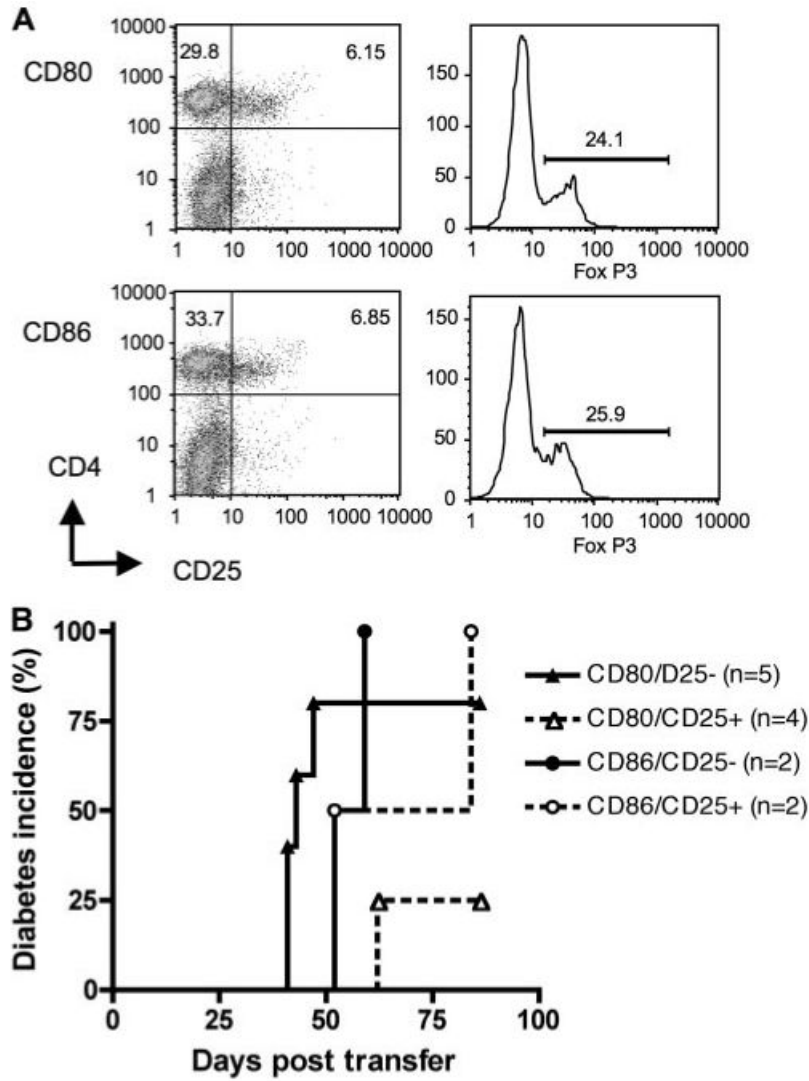 A
CD80
10000
1000
100
10
1
29.8
6.15
1 10 100 1000 10000
150
100
50
0
24.1
1 10 100 1000 10000
Fox P3
CD86
10000
1000
100
10
1
33.7
6.85
1 10 100 1000 10000
150
100
50
0
25.9
1 10 100 1000 10000
Fox P3
CD4
CD25
B
Diabetes incidence (%)
100
75
50
25
0
0 25 50 75 100
Days post transfer
CD80/D25- (n=5)
CD80/CD25+ (n=4)
CD86/CD25- (n=2)
CD86/CD25+ (n=2)